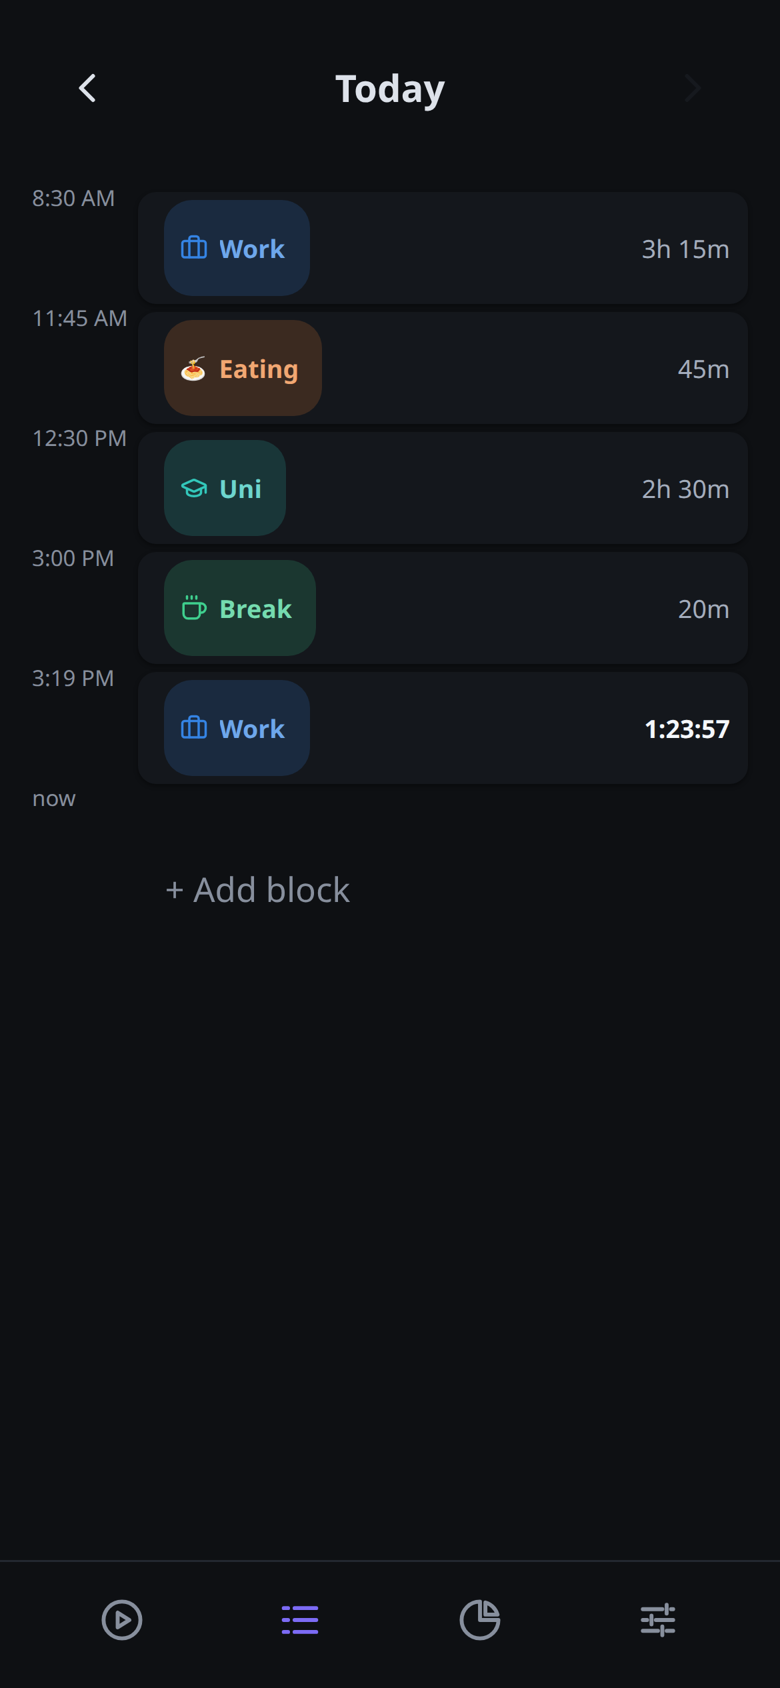 Today
8:30 AM
Work 3h 15m
11:45 AM
Eating 45m
12:30 PM
Uni 2h 30m
3:00 PM
Break 20m
3:19 PM
Work 1:23:57
now
+ Add block